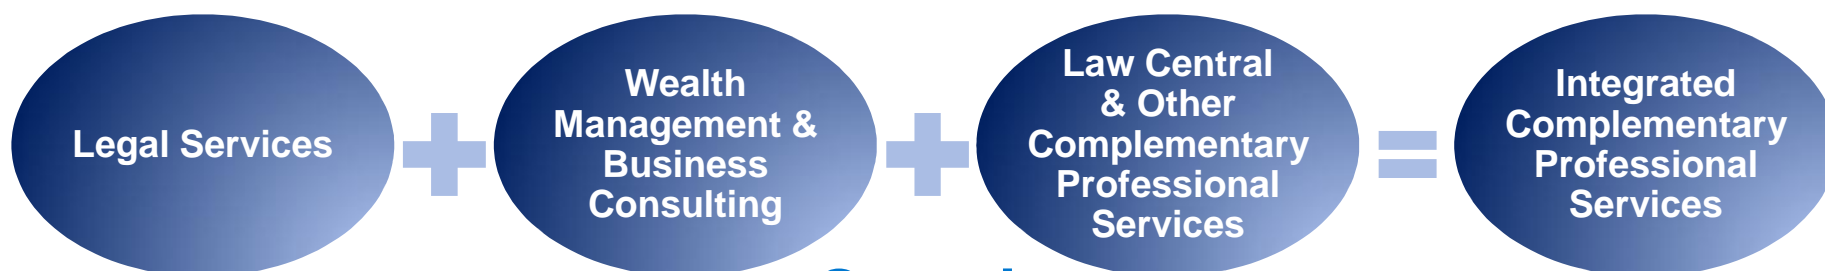 Legal Services
Wealth
Management &
Business
Consulting
Law Central
& Other
Complementary
Professional
Services
Integrated
Complementary
Professional
Services